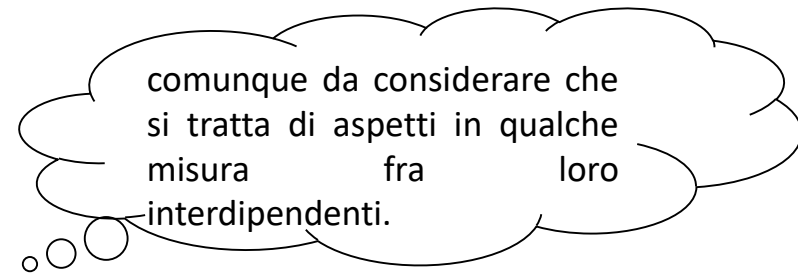 comunque da considerare che
si tratta di aspetti in qualche
misura fra loro
interdipendenti.